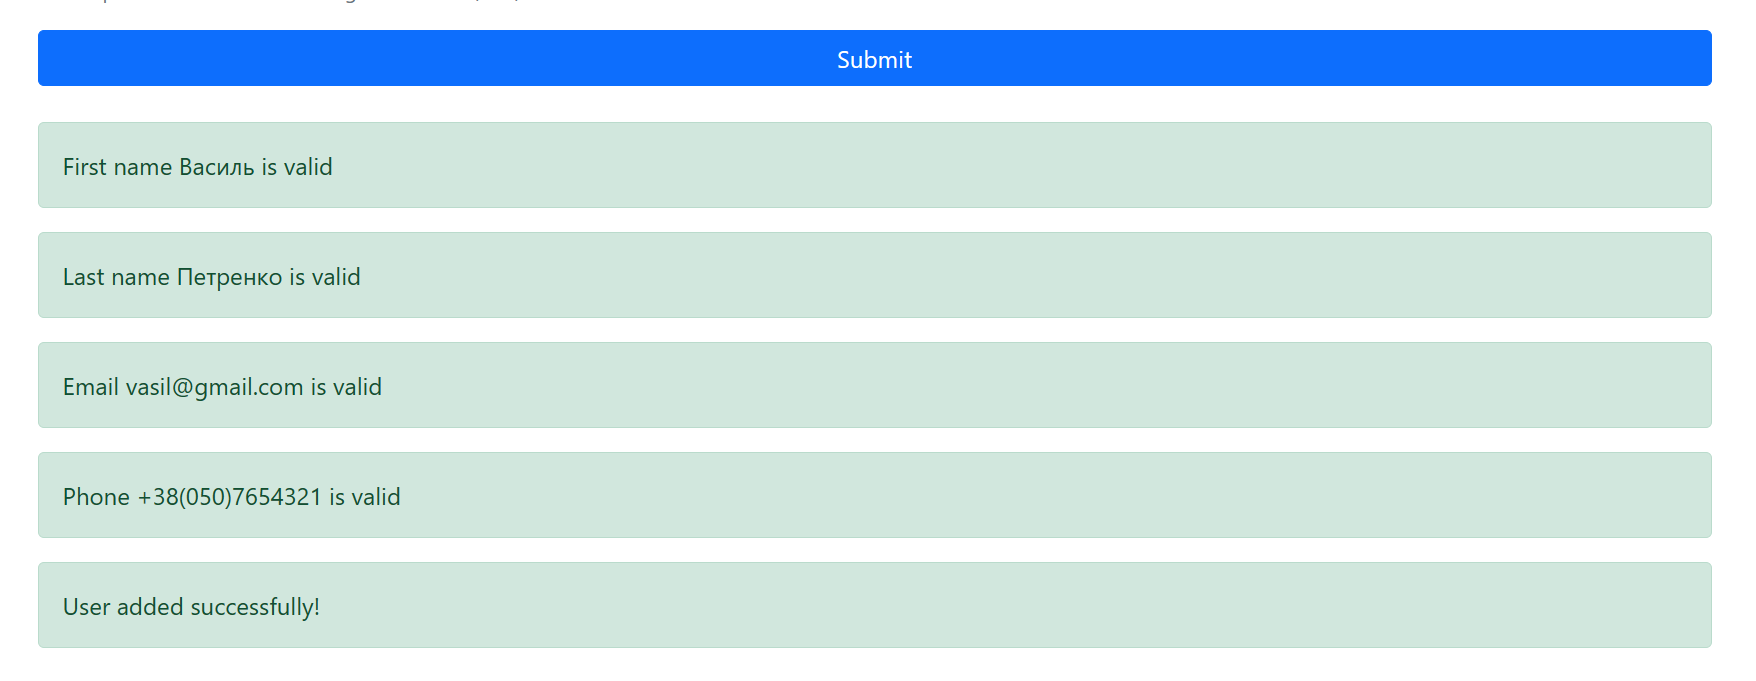 Submit
First name Василь is valid
Last name Петренко is valid
Email vasil@gmail.com is valid
Phone +38(050)7654321 is valid
User added successfully!